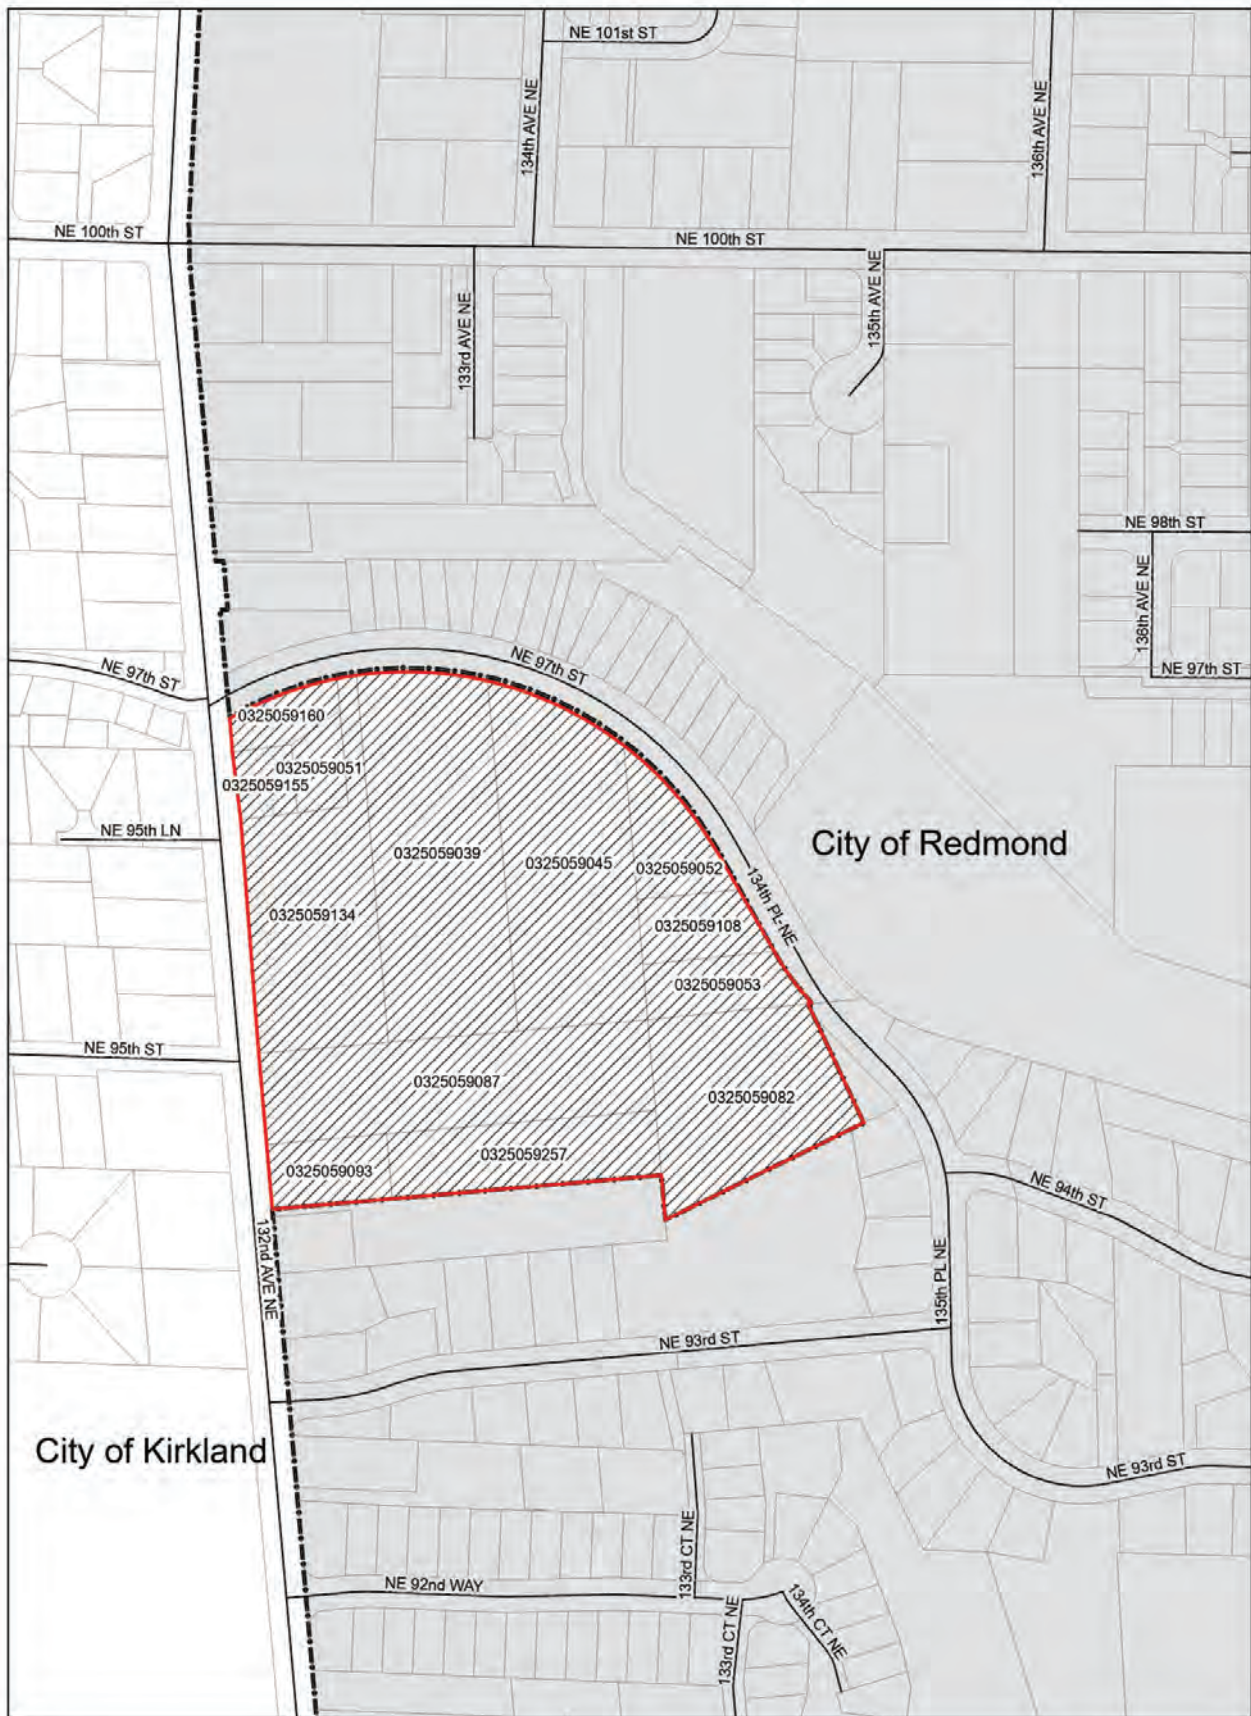 NE 101st ST
134th AVE NE
136th AVE NE
NE 100th ST
NE 100th ST
133rd AVE NE
135th AVE NE
NE 98th ST
136th AVE NE
NE 97th ST
NE 97th ST
NE 97th ST
0325059160
0325059051
0325059155
NE 95th LN
0325059039
0325059045
0325059052
City of Redmond
134th PL NE
0325059134
0325059108
0325059053
NE 95th ST
0325059087
0325059082
0325059257
0325059093
NE 94th ST
132nd AVE NE
135th PL NE
NE 93rd ST
City of Kirkland
NE 93rd ST
133rd CT NE
NE 92nd WAY
133rd CT NE
134th CT NE